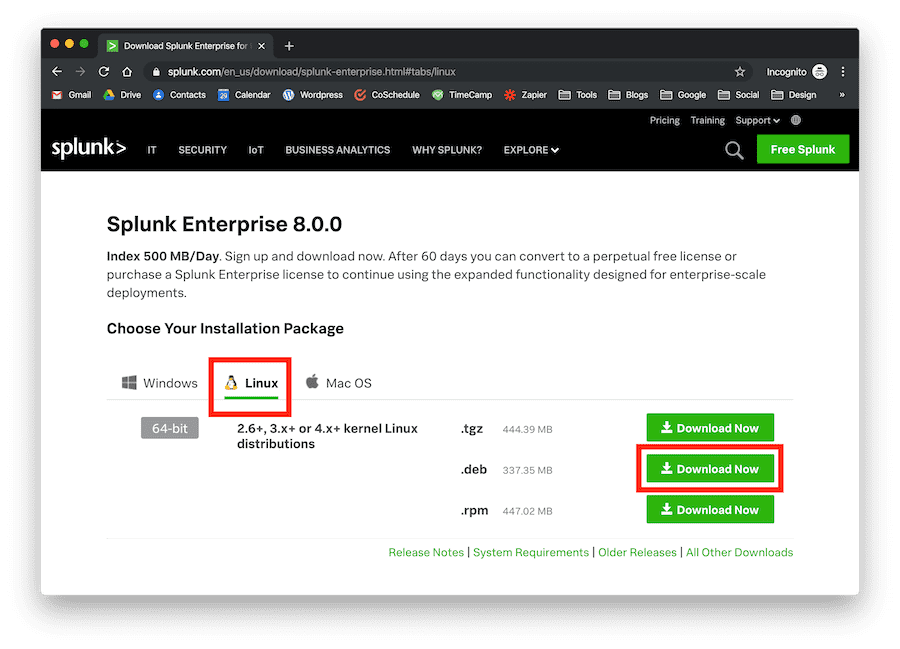 Download Splunk Enterprise for
splunk.com/en_us/download/splunk-enterprise.html#tabs/linux
Incognito
Gmail Drive Contacts Calendar Wordpress CoSchedule TimeCamp Zapier Tools Blogs Google Social Design »
Pricing Training Support
splunk> IT SECURITY IoT BUSINESS ANALYTICS WHY SPLUNK? EXPLORE Free Splunk
Splunk Enterprise 8.0.0
Index 500 MB/Day. Sign up and download now. After 60 days you can convert to a perpetual free license or
purchase a Splunk Enterprise license to continue using the expanded functionality designed for enterprise-scale
deployments.
Choose Your Installation Package
Windows Linux Mac OS
64-bit 2.6+, 3.x+ or 4.x+ kernel Linux .tgz 444.39 MB Download Now
distributions
.deb 337.35 MB Download Now
.rpm 447.02 MB Download Now
Release Notes | System Requirements | Older Releases | All Other Downloads